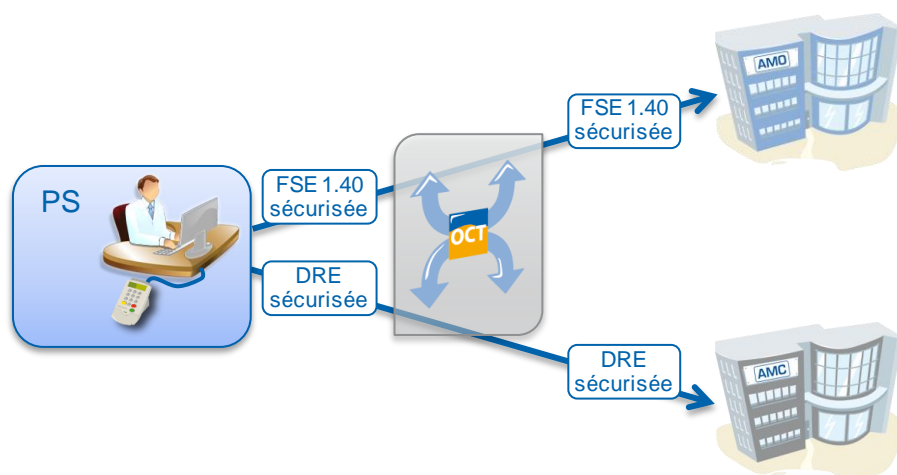 AMO
FSE 1.40
sécurisée
PS
FSE 1.40
sécurisée
OCT
DRE
sécurisée
DRE
sécurisée
AMC